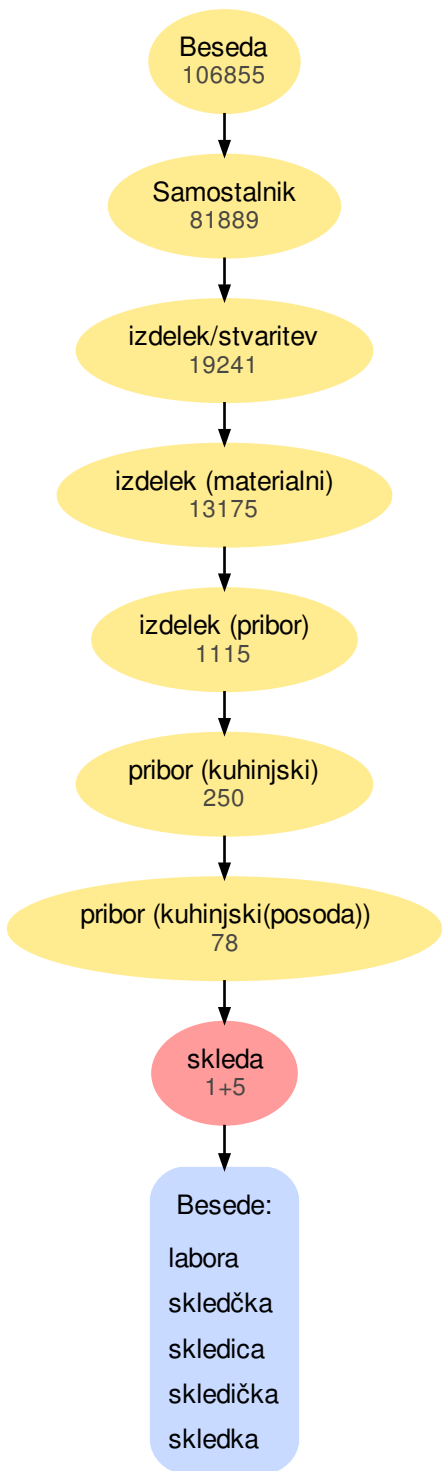 Beseda
106855
Samostalnik
81889
izdelek/stvaritev
19241
izdelek (materialni)
13175
izdelek (pribor)
1115
pribor (kuhinjski)
250
pribor (kuhinjski(posoda))
78
skleda
1+5
Besede:
labora
skledčka
skledica
skledička
skledka